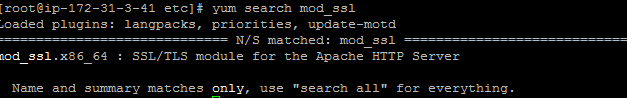 [root@ip-172-31-3-41 etc]# yum search mod_ssl
Loaded plugins: langpacks, priorities, update-motd
============================= N/S matched: mod_ssl =============================
mod_ssl.x86_64 : SSL/TLS module for the Apache HTTP Server
Name and summary matches only, use "search all" for everything.